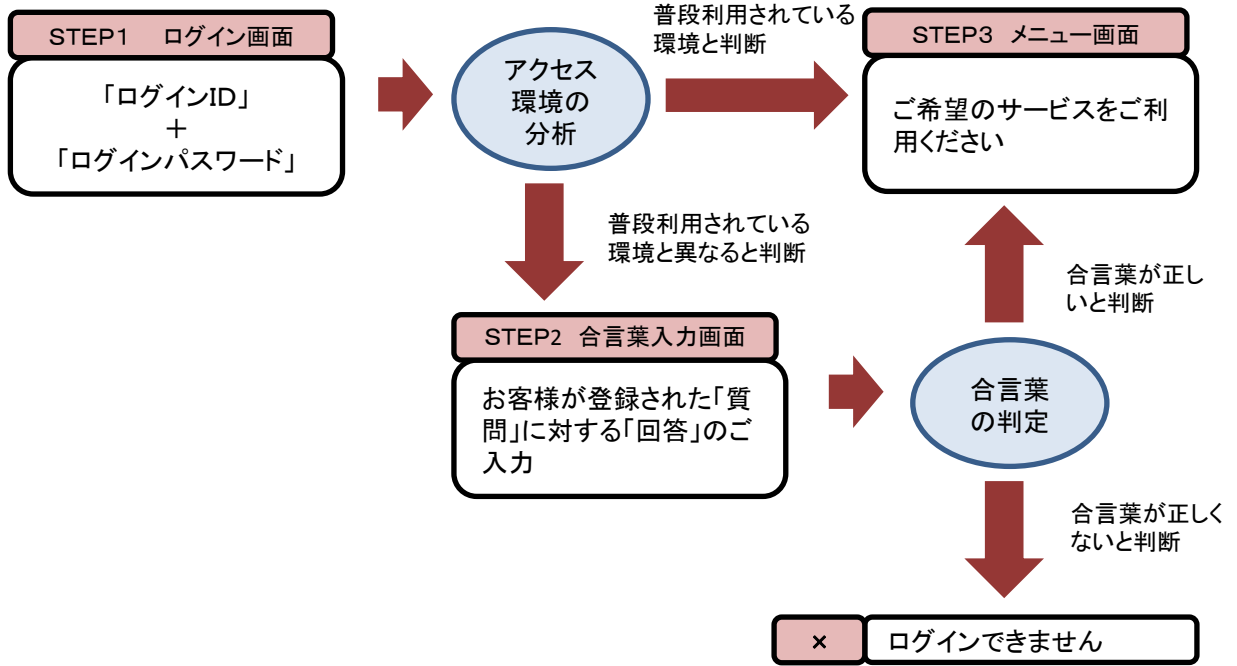 STEP1　ログイン画面
「ログインID」
＋
「ログインパスワード」
アクセス
環境の
分析
普段利用されている
環境と判断
STEP3 メニュー画面
ご希望のサービスをご利
用ください
普段利用されている
環境と異なると判断
STEP2 合言葉入力画面
お客様が登録された「質
問」に対する「回答」のご
入力
合言葉
の判定
合言葉が正し
いと判断
合言葉が正しく
ないと判断
×　ログインできません